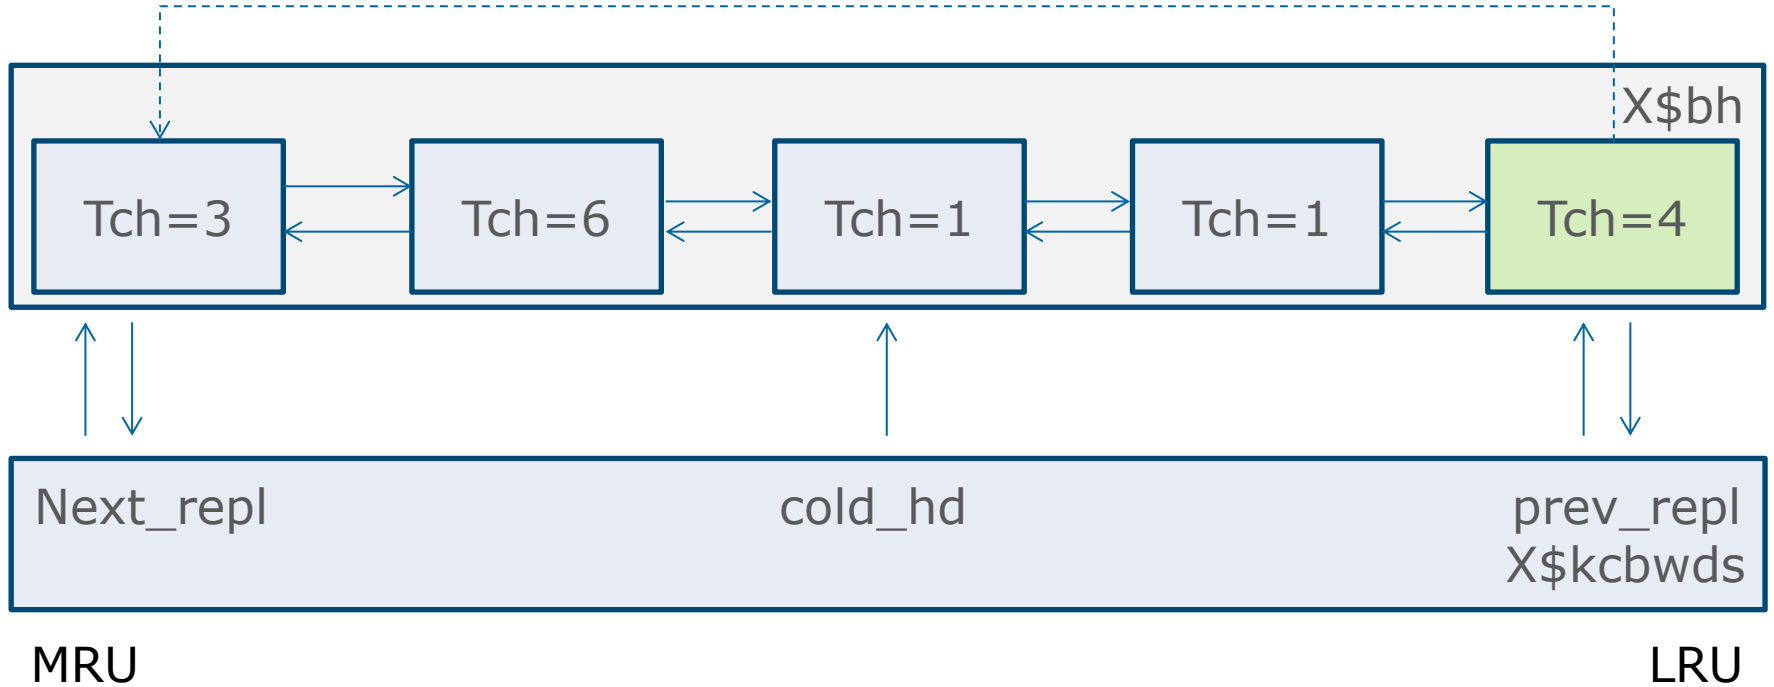 X$bh
Tch=3 Tch=6 Tch=1 Tch=1 Tch=4
Next_repl cold_hd prev_repl
X$kcbwds
MRU LRU